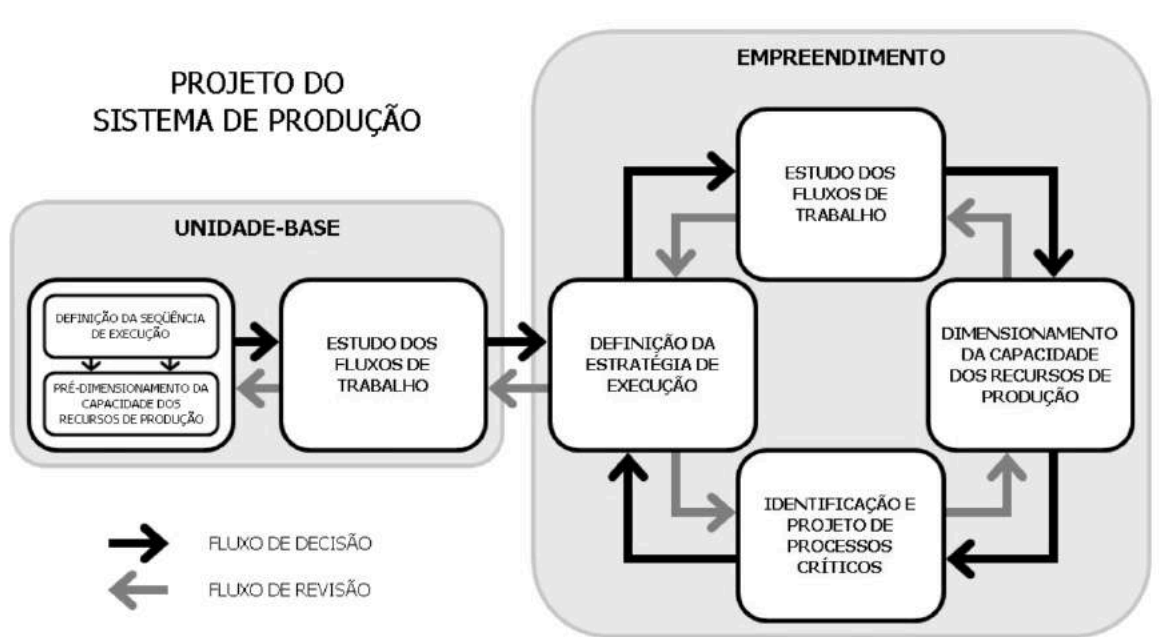 PROJETO DO
SISTEMA DE PRODUÇÃO
UNIDADE-BASE
DEFINIÇÃO DA SEQÜÊNCIA
DE EXECUÇÃO
PRÉ-DIMENSIONAMENTO DA
CAPACIDADE DOS
RECURSOS DE PRODUÇÃO
ESTUDO DOS
FLUXOS DE
TRABALHO
EMPREENDIMENTO
ESTUDO DOS
FLUXOS DE
TRABALHO
DEFINIÇÃO DA
ESTRATÉGIA DE
EXECUÇÃO
DIMENSIONAMENTO
DA CAPACIDADE
DOS RECURSOS DE
PRODUÇÃO
IDENTIFICAÇÃO E
PROJETO DE
PROCESSOS
CRÍTICOS
FLUXO DE DECISÃO
FLUXO DE REVISÃO